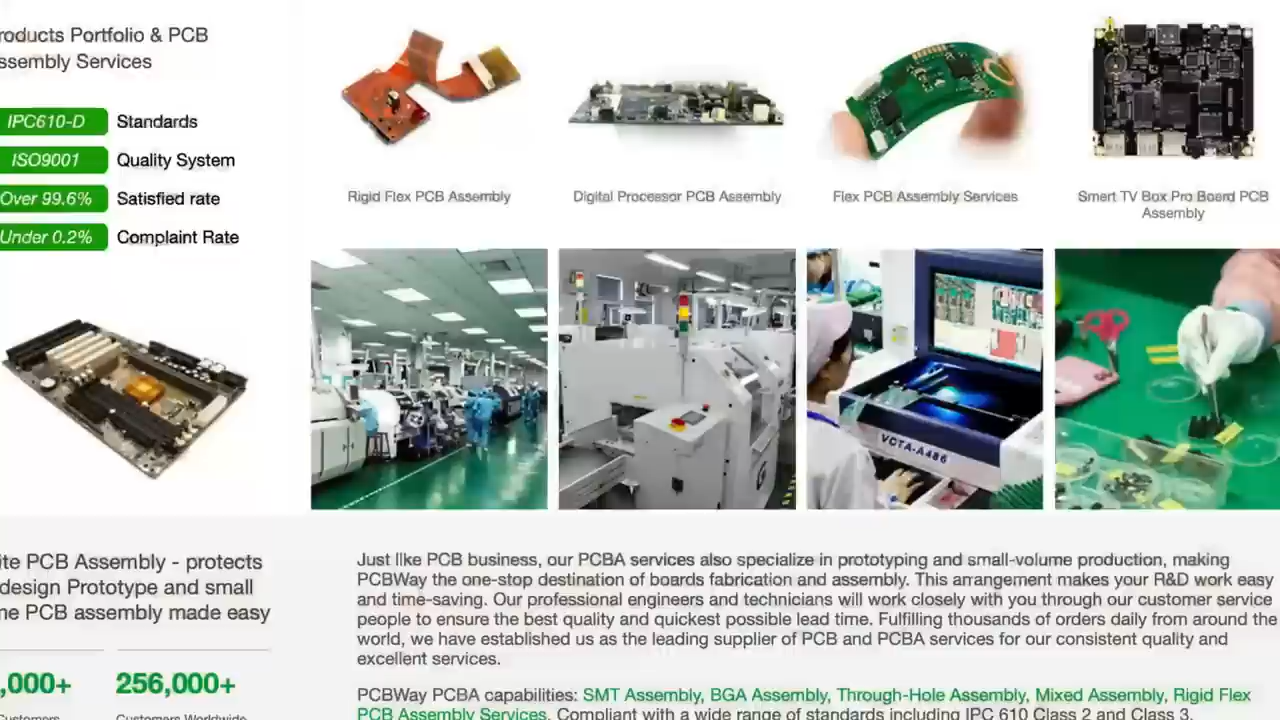 roducts Portfolio & PCB
ssembly Services
IPC610-D Standards
ISO9001 Quality System
Over 99.6% Satisfied rate
Under 0.2% Complaint Rate
Rigid Flex PCB Assembly
Digital Processor PCB Assembly
Flex PCB Assembly Services
Smart TV Box Pro Board PCB
Assembly
VCTA-A486
ite PCB Assembly - protects
design Prototype and small
me PCB assembly made easy
,000+
256,000+
Customers
Customers Worldwide
Just like PCB business, our PCBA services also specialize in prototyping and small-volume production, making
PCBWay the one-stop destination of boards fabrication and assembly. This arrangement makes your R&D work easy
and time-saving. Our professional engineers and technicians will work closely with you through our customer service
people to ensure the best quality and quickest possible lead time. Fulfilling thousands of orders daily from around the
world, we have established us as the leading supplier of PCB and PCBA services for our consistent quality and
excellent services.
PCBWay PCBA capabilities: SMT Assembly, BGA Assembly, Through-Hole Assembly, Mixed Assembly, Rigid Flex
PCB Assembly Services. Compliant with a wide range of standards including IPC 610 Class 2 and Class 3.